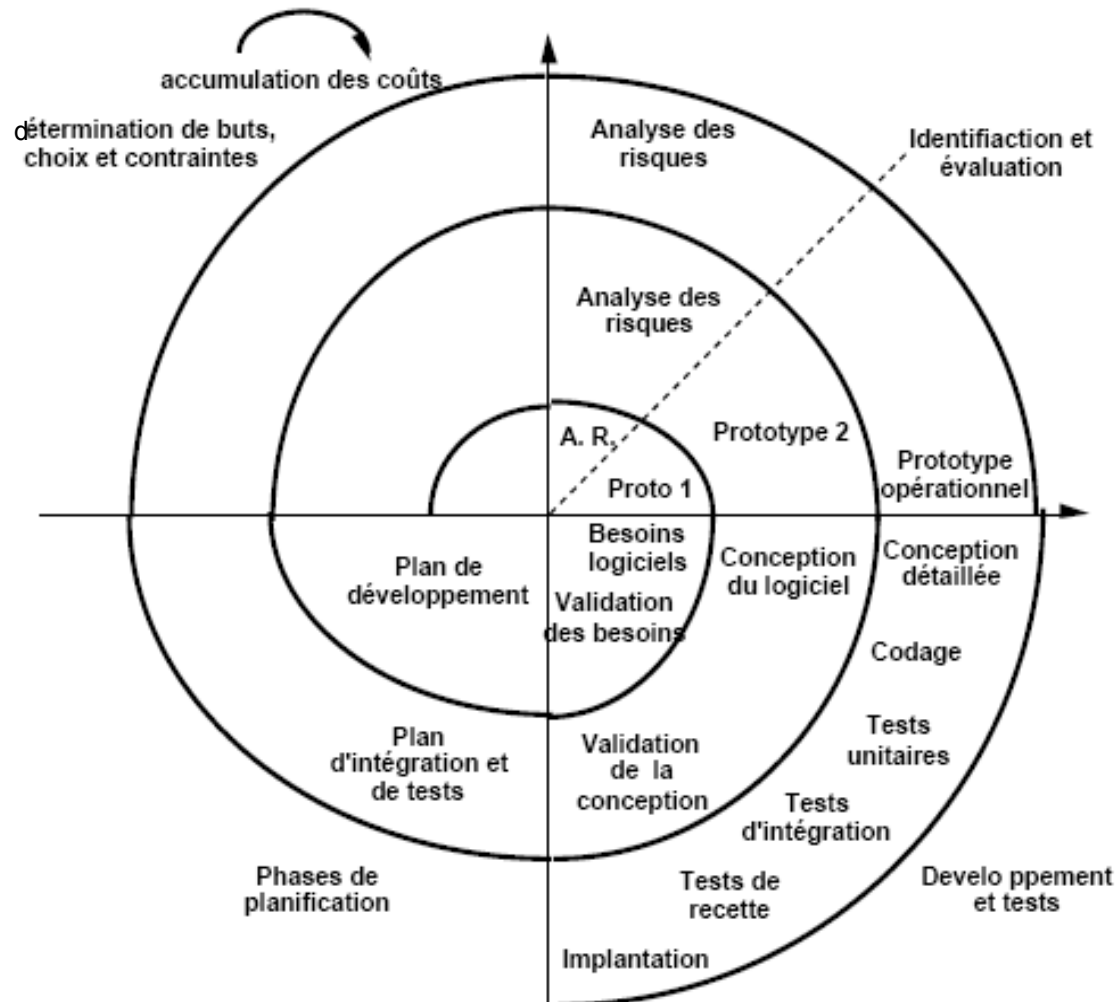 accumulation des coûts
détermination de buts,
choix et contraintes
Analyse des
risques
Identifiaction et
évaluation
Analyse des
risques
A. R.
Prototype 2
Proto 1
Prototype
opérationnel
Besoins
logiciels
Conception
du logiciel
Conception
détaillée
Plan de
développement
Validation
des besoins
Codage
Plan
d'intégration et
de tests
Validation
de la
conception
Tests
unitaires
Tests
d'intégration
Phases de
planification
Tests de
recette
Develo ppement
et tests
Implantation